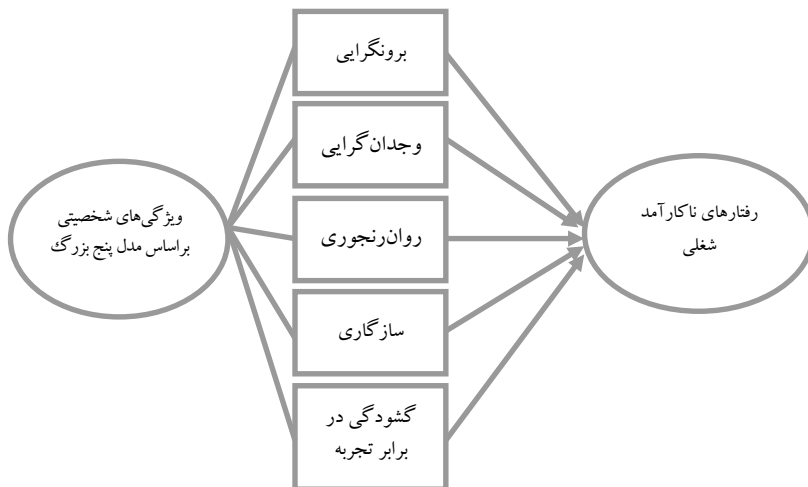 برونگرایی
وجدان‌گرایی
روان‌رنجوری
سازگاری
گشودگی در
برابر تجربه
ویژگی‌های شخصیتی
براساس مدل پنج بزرگ
رفتارهای ناکارآمد
شغلی